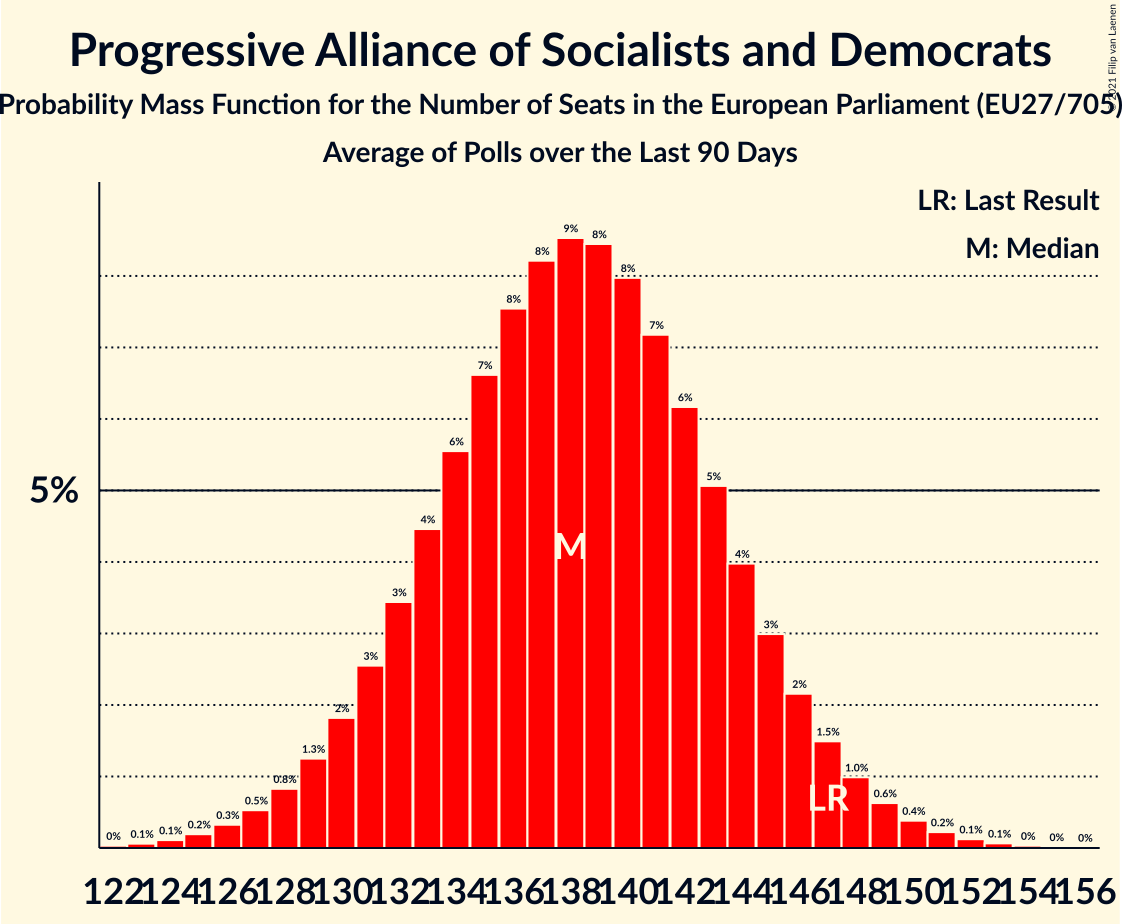 Progressive Alliance of Socialists and Democrats
© 2021 Filip van Laenen
Probability Mass Function for the Number of Seats in the European Parliament (EU27/705)
Average of Polls over the Last 90 Days
LR: Last Result
M: Median
5%
0% 0.1% 0.1% 0.2% 0.3% 0.5% 0.8% 1.3% 2% 3% 3% 4% 6% 7% 8% 8% 9% 8% 8% 7% 6% 5% 4% 3% 2% 1.5% 1.0% 0.6% 0.4% 0.2% 0.1% 0.1% 0% 0% 0%
M
LR
122 124 126 128 130 132 134 136 138 140 142 144 146 148 150 152 154 156